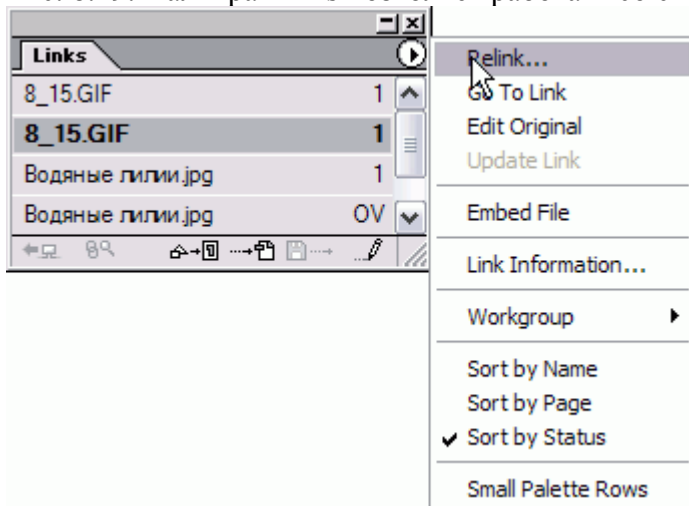 Links
8_15.GIF 1
8_15.GIF 1
Водяные лилии.jpg 1
Водяные лилии.jpg OV
Relink...
Go To Link
Edit Original
Update Link
Embed File
Link Information...
Workgroup
Sort by Name
Sort by Page
Sort by Status
Small Palette Rows